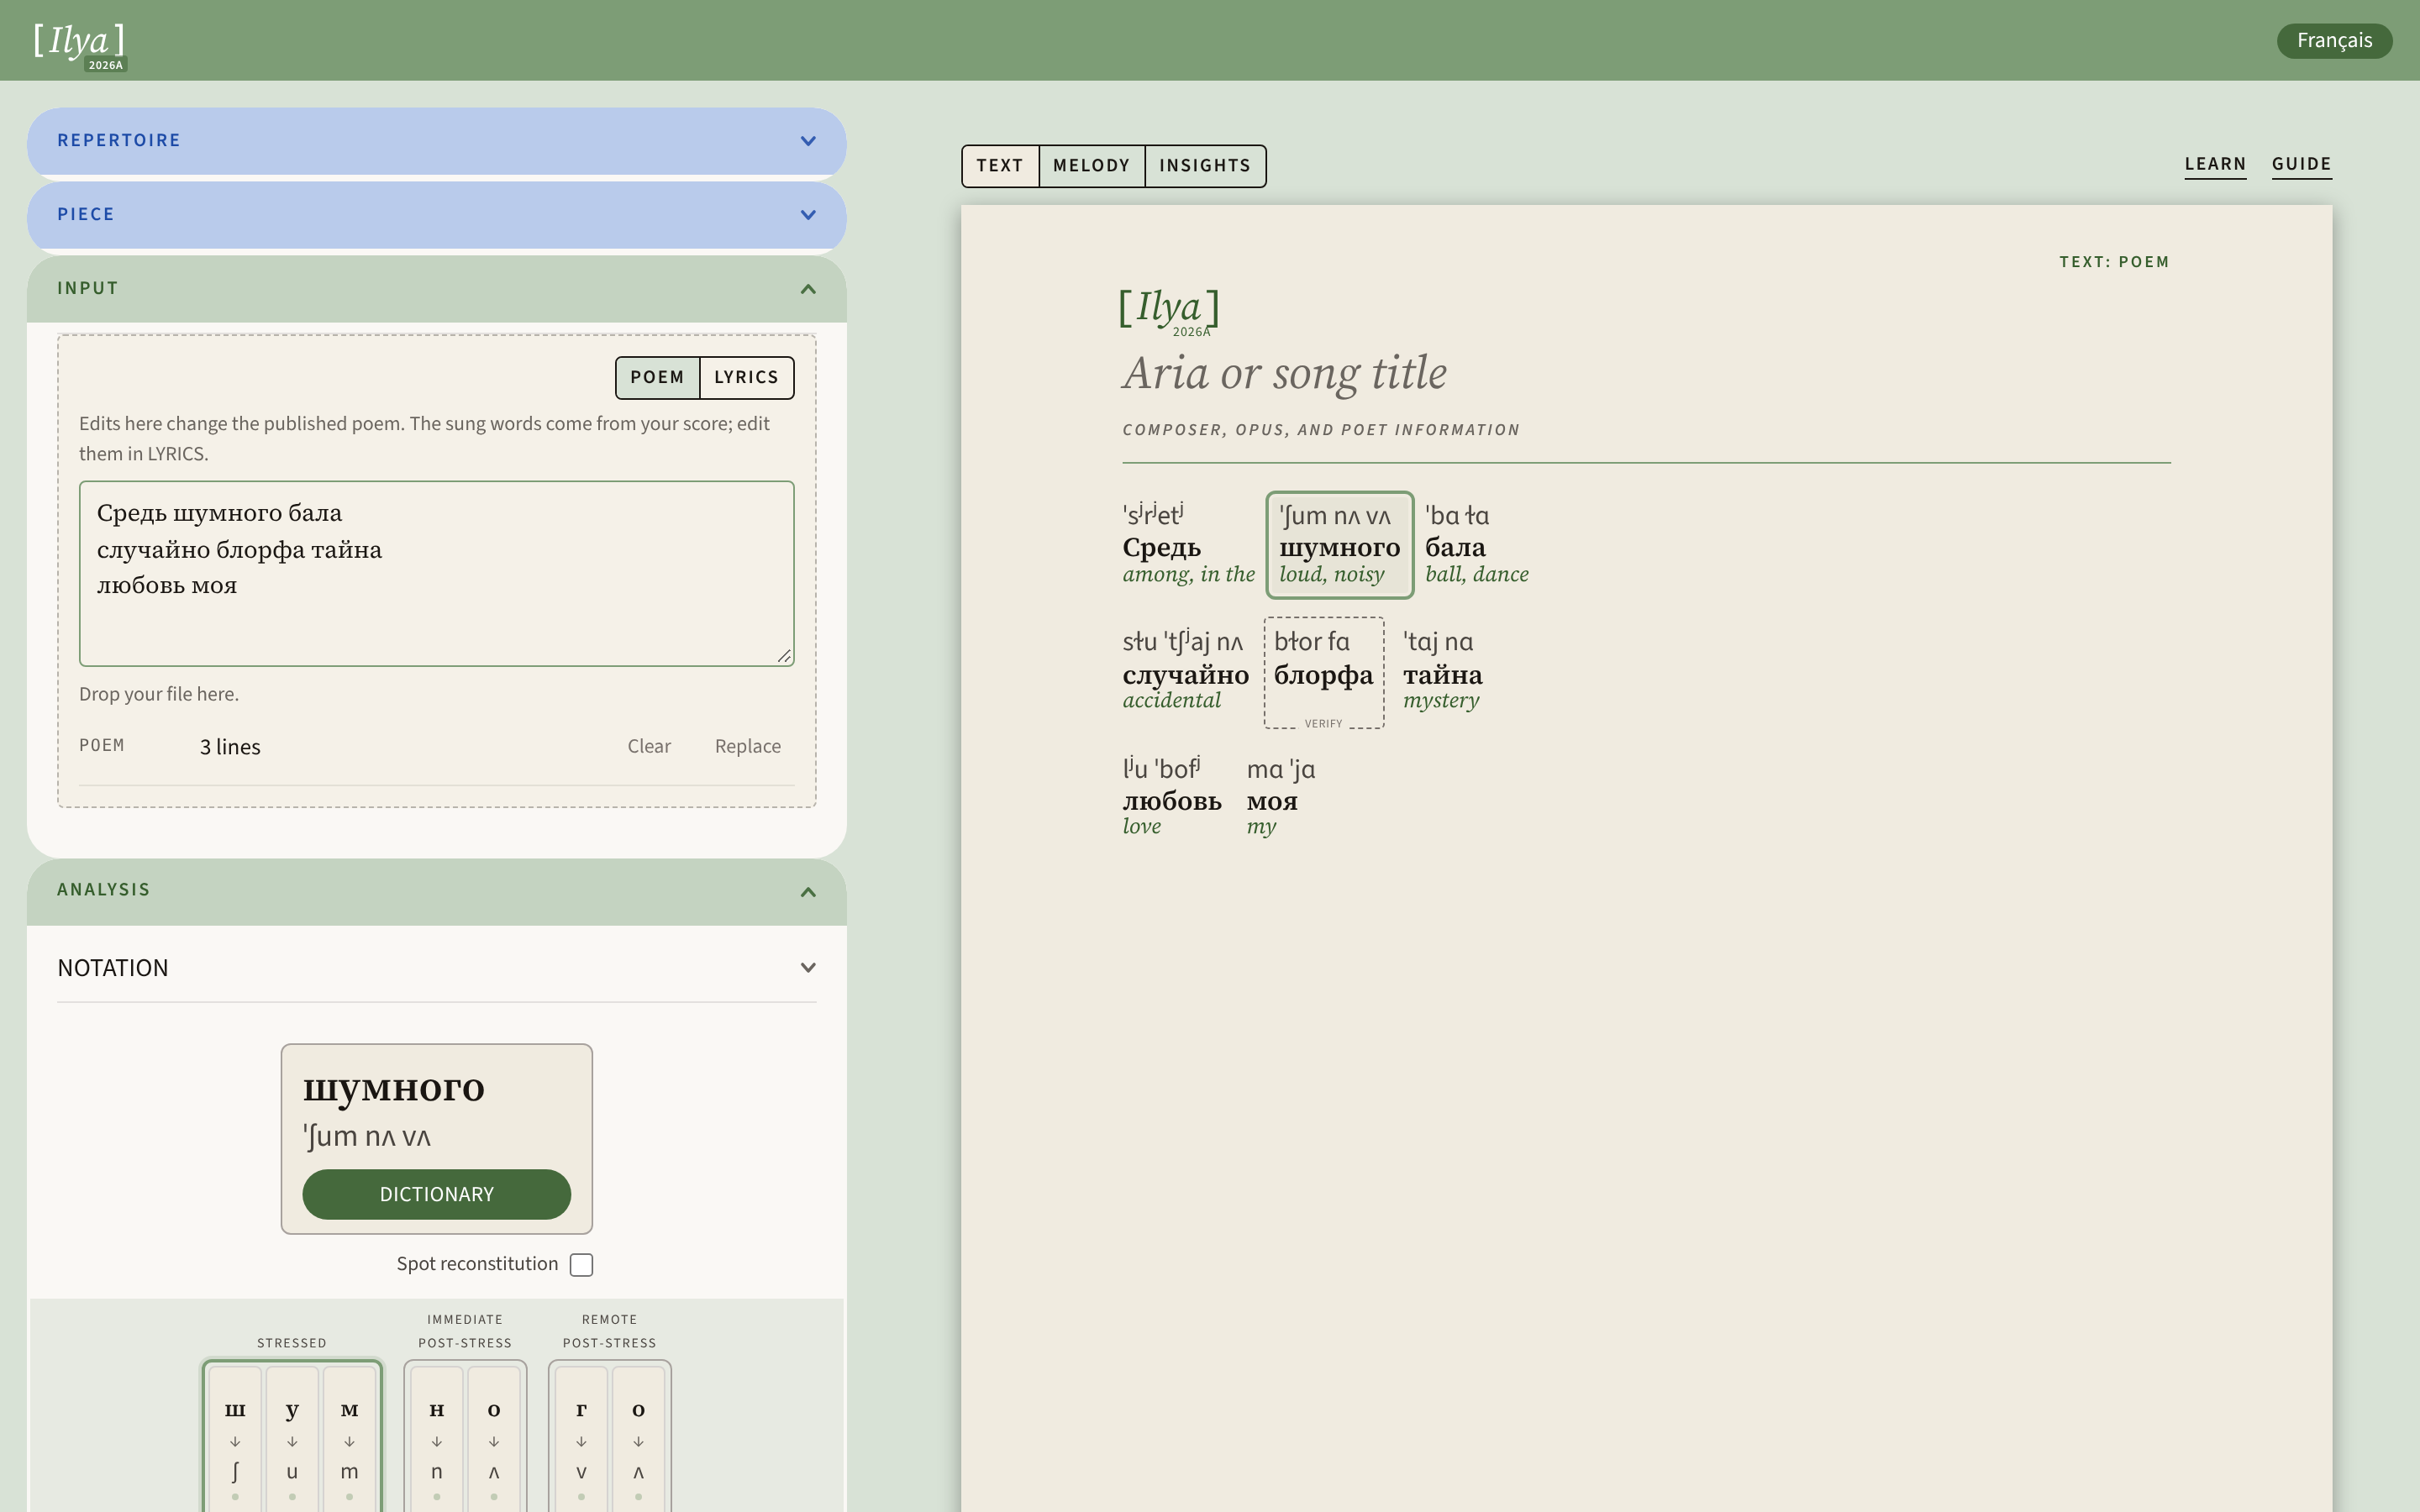 [Ilya]
2026A
Français
REPERTOIRE
PIECE
INPUT
POEM LYRICS
Edits here change the published poem. The sung words come from your score; edit
them in LYRICS.
Средь шумного бала
случайно блорфа тайна
любовь моя
Drop your file here.
POEM 3 lines Clear Replace
ANALYSIS
NOTATION
шумного
ˈʃum nʌ vʌ
DICTIONARY
Spot reconstitution
STRESSED
IMMEDIATE
POST-STRESS
REMOTE
POST-STRESS
ш у м н о г о
↓ ↓ ↓ ↓ ↓ ↓ ↓
ʃ u m n ʌ v ʌ
TEXT MELODY INSIGHTS
LEARN GUIDE
TEXT: POEM
[Ilya]
2026A
Aria or song title
COMPOSER, OPUS, AND POET INFORMATION
ˈsʲrʲetʲ ˈʃum nʌ vʌ ˈbɑ ɫɑ
Средь шумного бала
among, in the loud, noisy ball, dance
sɫu ˈtʃʲaj nʌ bɫor fɑ ˈtɑj nɑ
случайно блорфа тайна
accidental mystery
VERIFY
lʲu ˈbofʲ mɑ ˈjɑ
любовь моя
love my